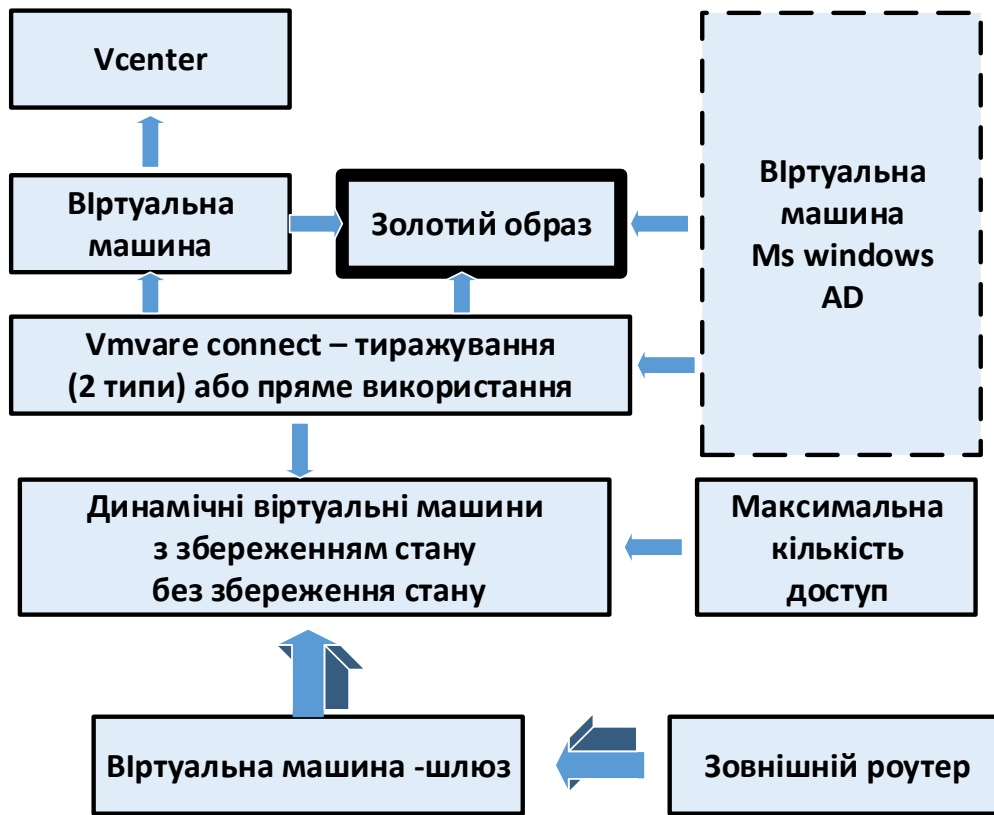 Vcenter
ВІртуальна
машина
Золотий образ
ВІртуальна
машина
Ms windows
AD
Vmvare connect – тиражування
(2 типи) або пряме використання
Динамічні віртуальні машини
з збереженням стану
без збереження стану
Максимальна
кількість
доступ
ВІртуальна машина -шлюз
Зовнішній роутер